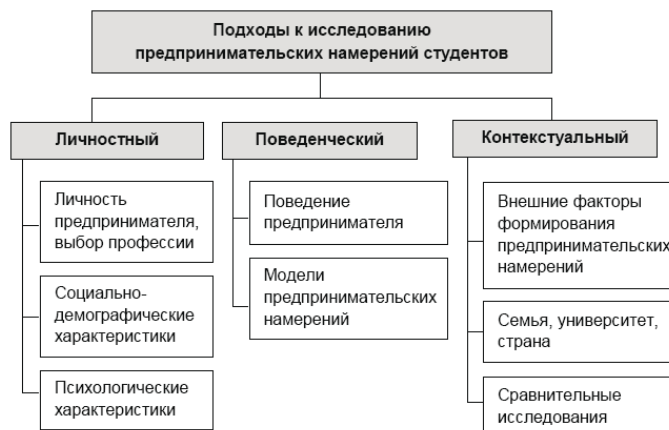 Подходы к исследованию
предпринимательских намерений студентов
Личностный
Личность
предпринимателя,
выбор профессии
Социально-
демографические
характеристики
Психологические
характеристики
Поведенческий
Поведение
предпринимателя
Модели
предпринимательских
намерений
Контекстуальный
Внешние факторы
формирования
предпринимательских
намерений
Семья, университет,
страна
Сравнительные
исследования